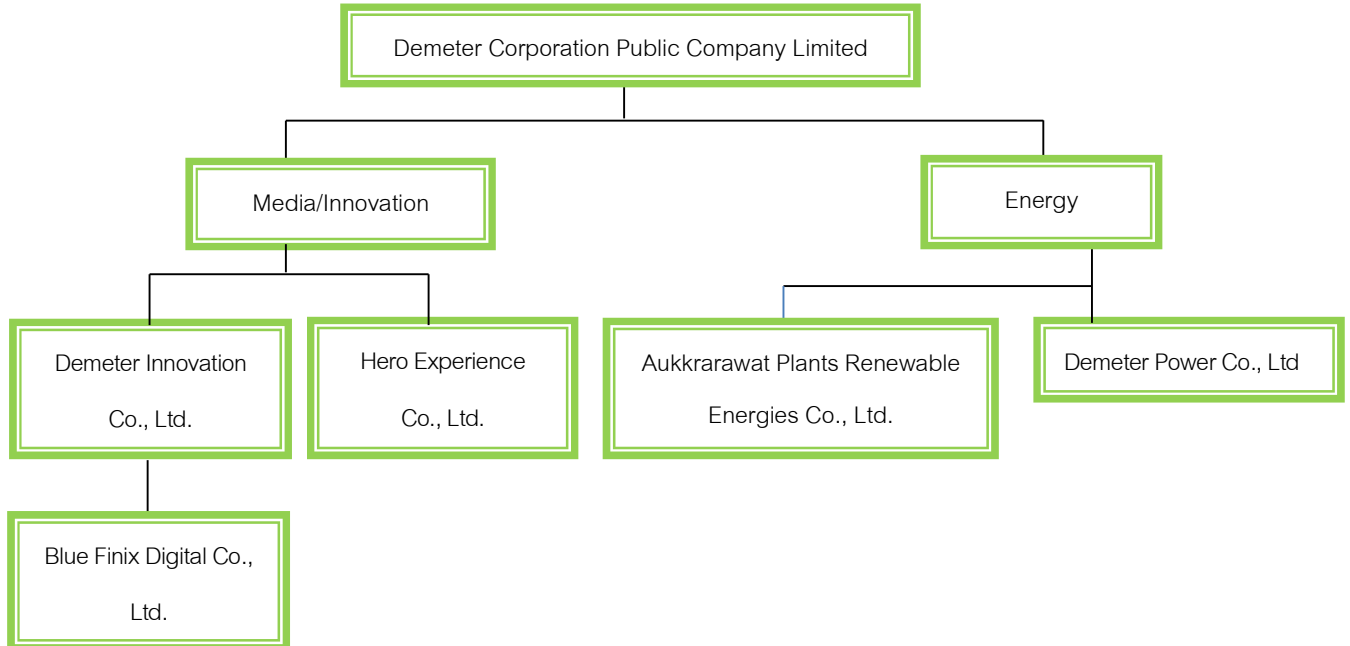 Demeter Corporation Public Company Limited
Media/Innovation
Energy
Demeter Innovation
Co., Ltd.
Hero Experience
Co., Ltd.
Aukkrarawat Plants Renewable
Energies Co., Ltd.
Demeter Power Co., Ltd
Blue Finix Digital Co.,
Ltd.